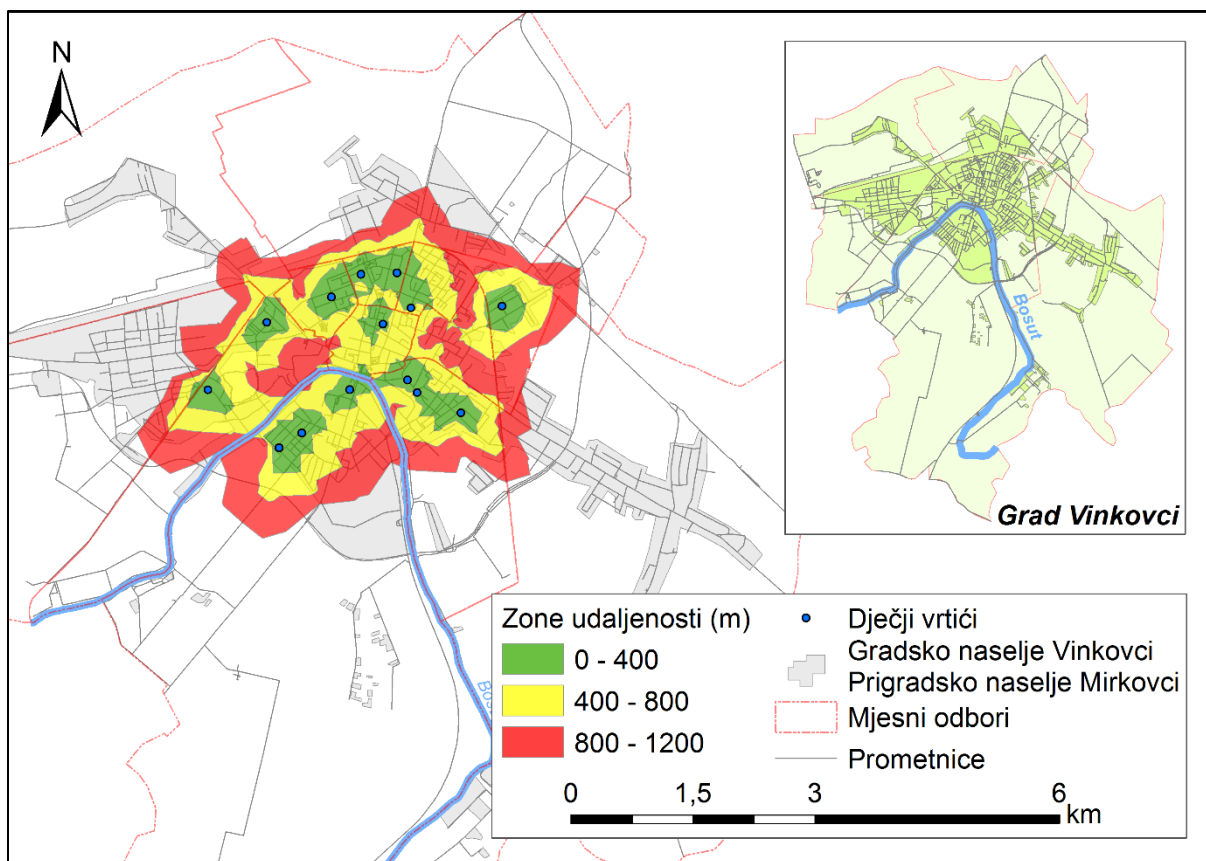 N
Bosut
Grad Vinkovci
Zone udaljenosti (m)
0 - 400
400 - 800
800 - 1200
Dječji vrtići
Gradsko naselje Vinkovci
Prigradsko naselje Mirkovci
Mjesni odbori
Prometnice
0 1,5 3 6
km